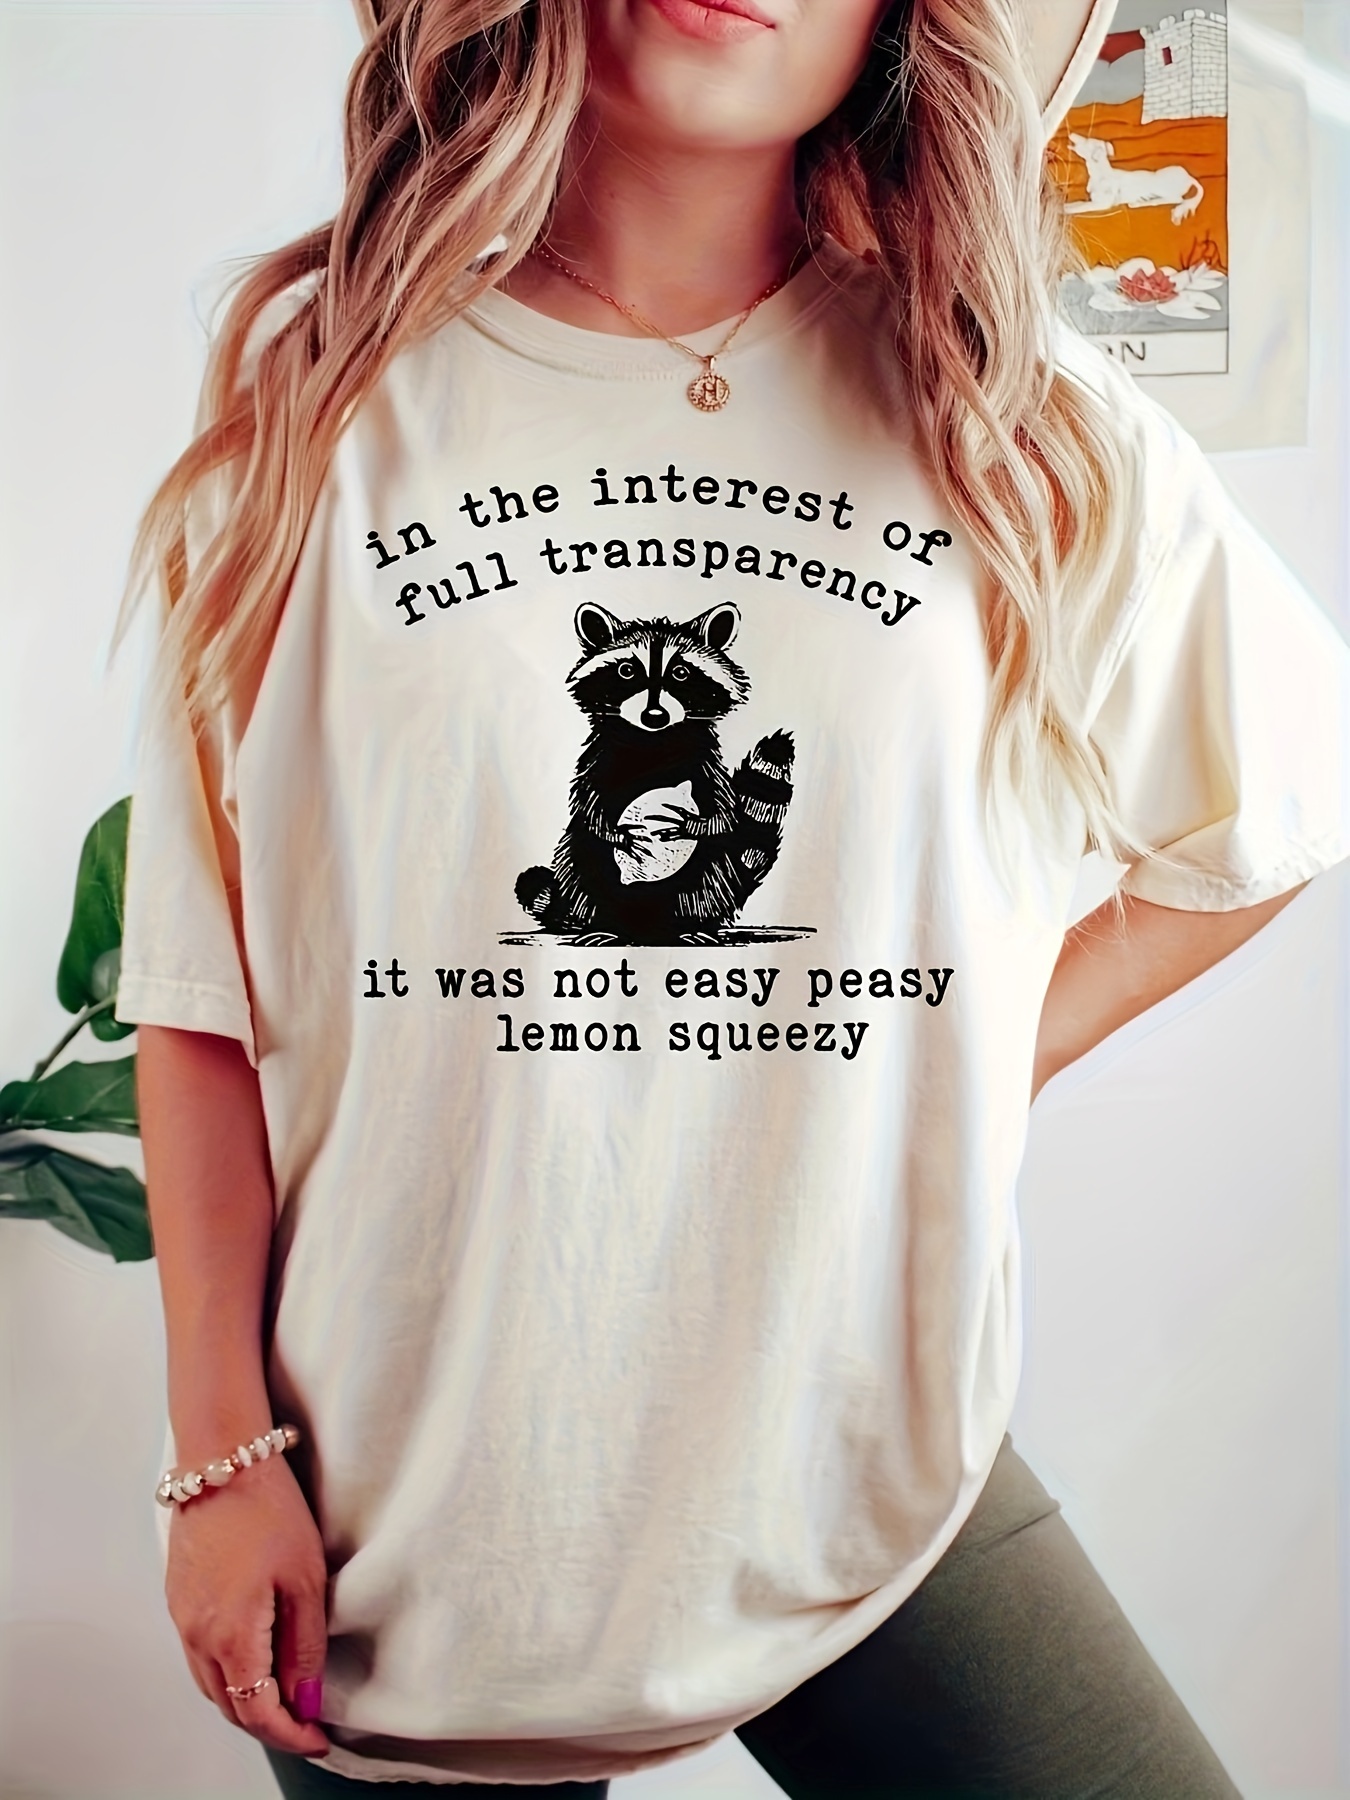 in the interest of
full transparency
it was not easy peasy
lemon squeezy
H